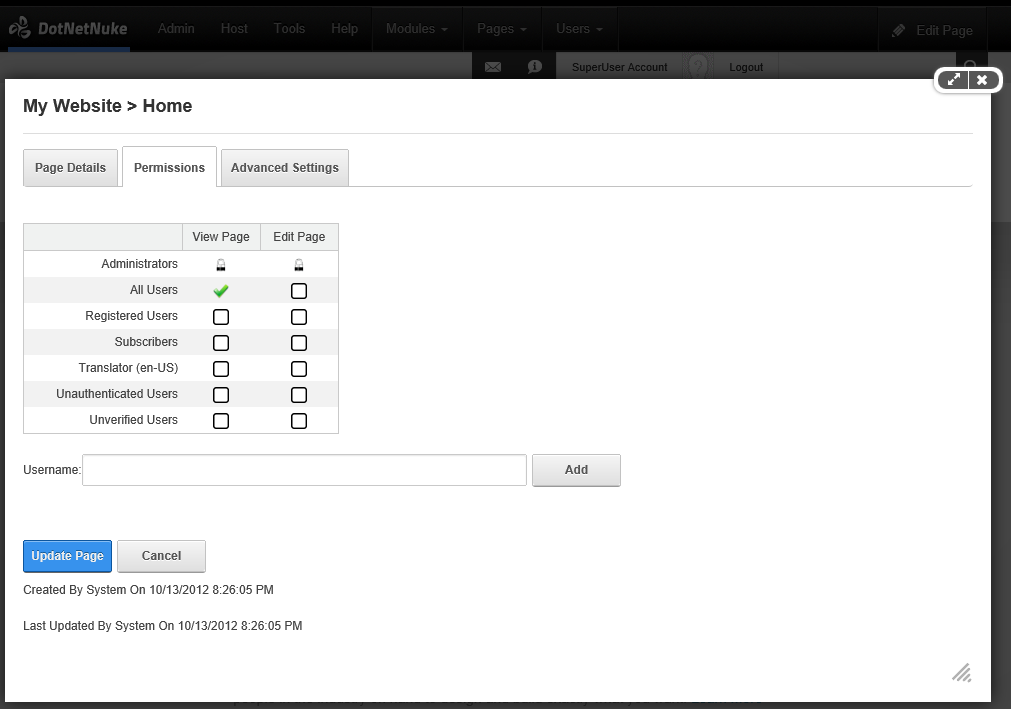 DotNetNuke Admin Host Tools Help Modules Pages Users Edit Page
SuperUser Account Logout
My Website > Home
Page Details Permissions Advanced Settings
View Page Edit Page
Administrators
All Users
Registered Users
Subscribers
Translator (en-US)
Unauthenticated Users
Unverified Users
Username: Add
Update Page Cancel
Created By System On 10/13/2012 8:26:05 PM
Last Updated By System On 10/13/2012 8:26:05 PM